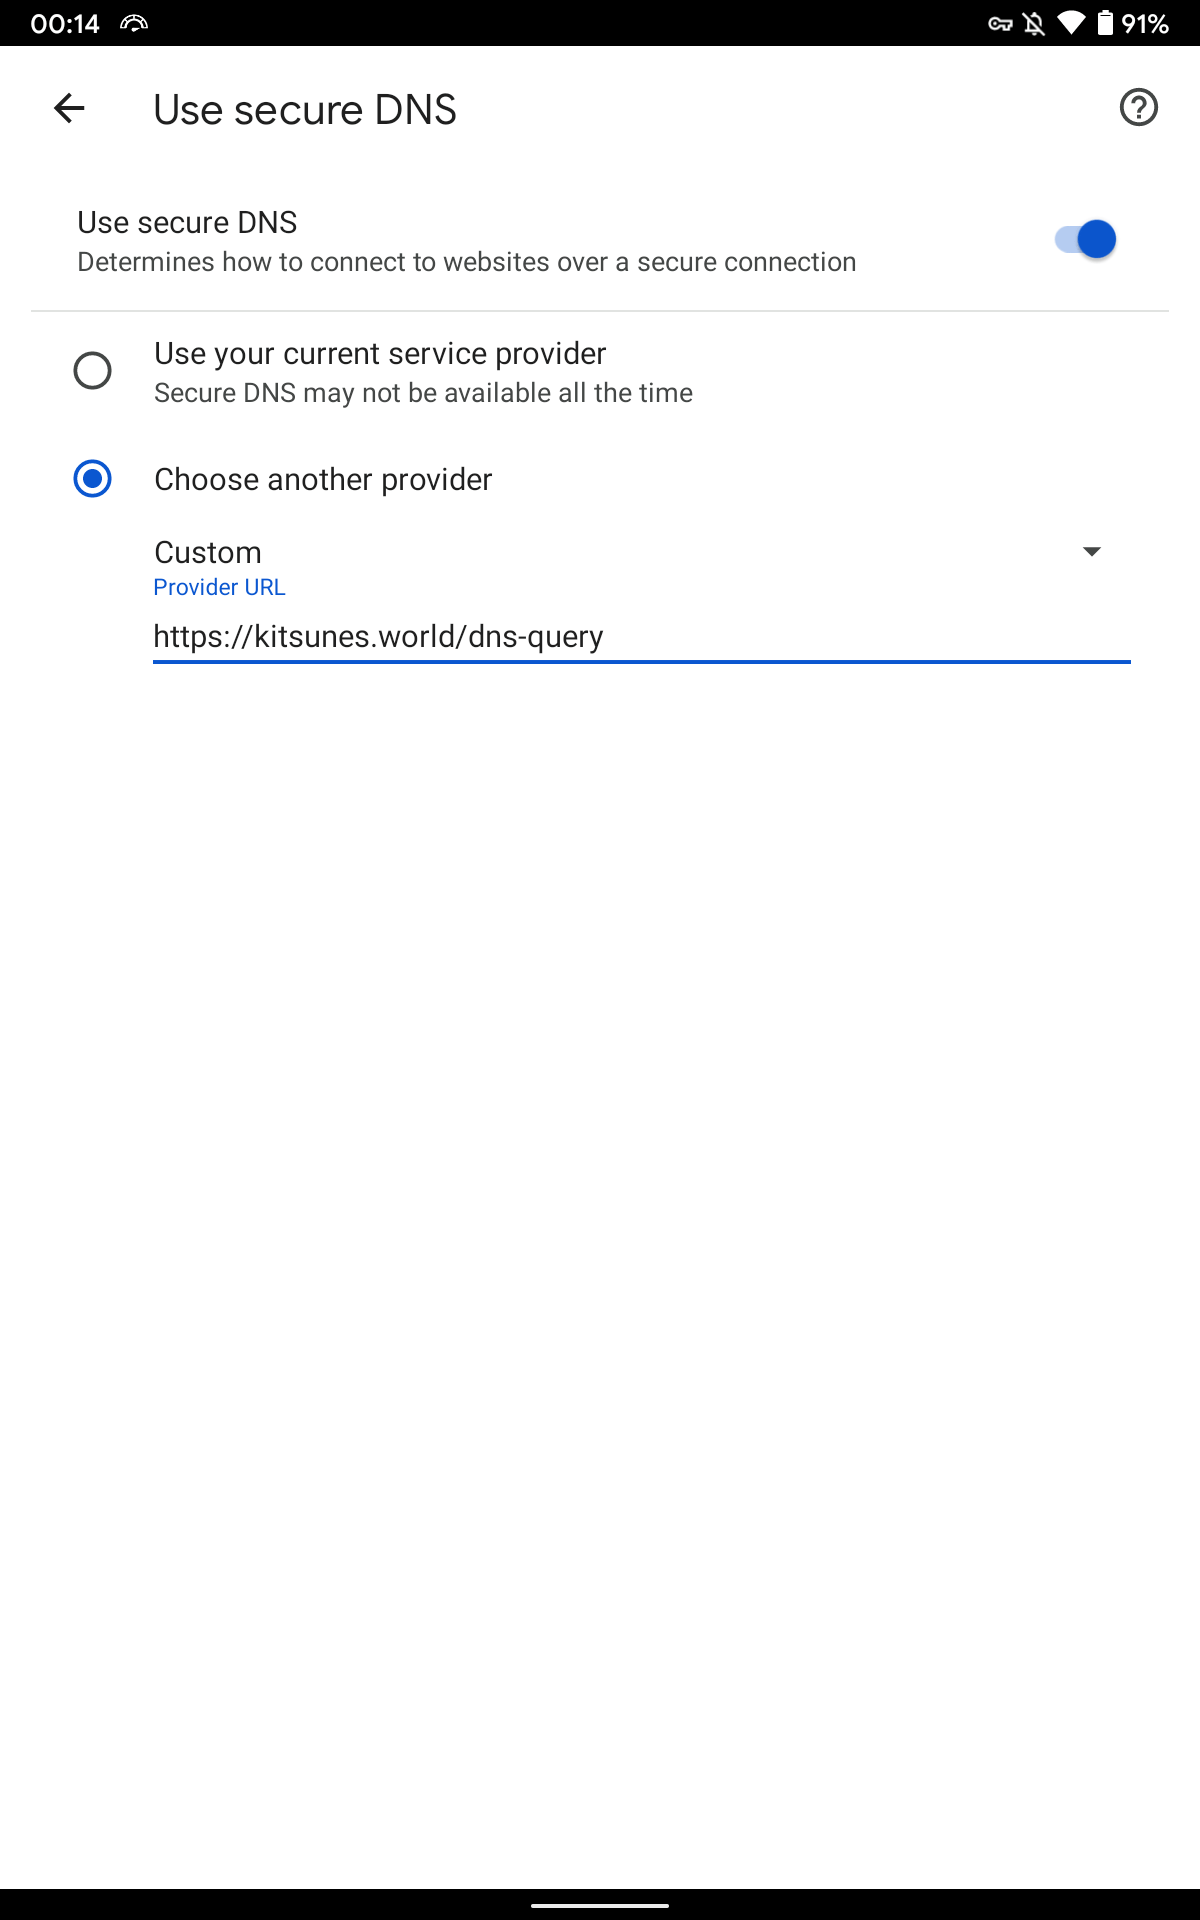 00:14
91%
Use secure DNS
Use secure DNS
Determines how to connect to websites over a secure connection
Use your current service provider
Secure DNS may not be available all the time
Choose another provider
Custom
Provider URL
https://kitsunes.world/dns-query